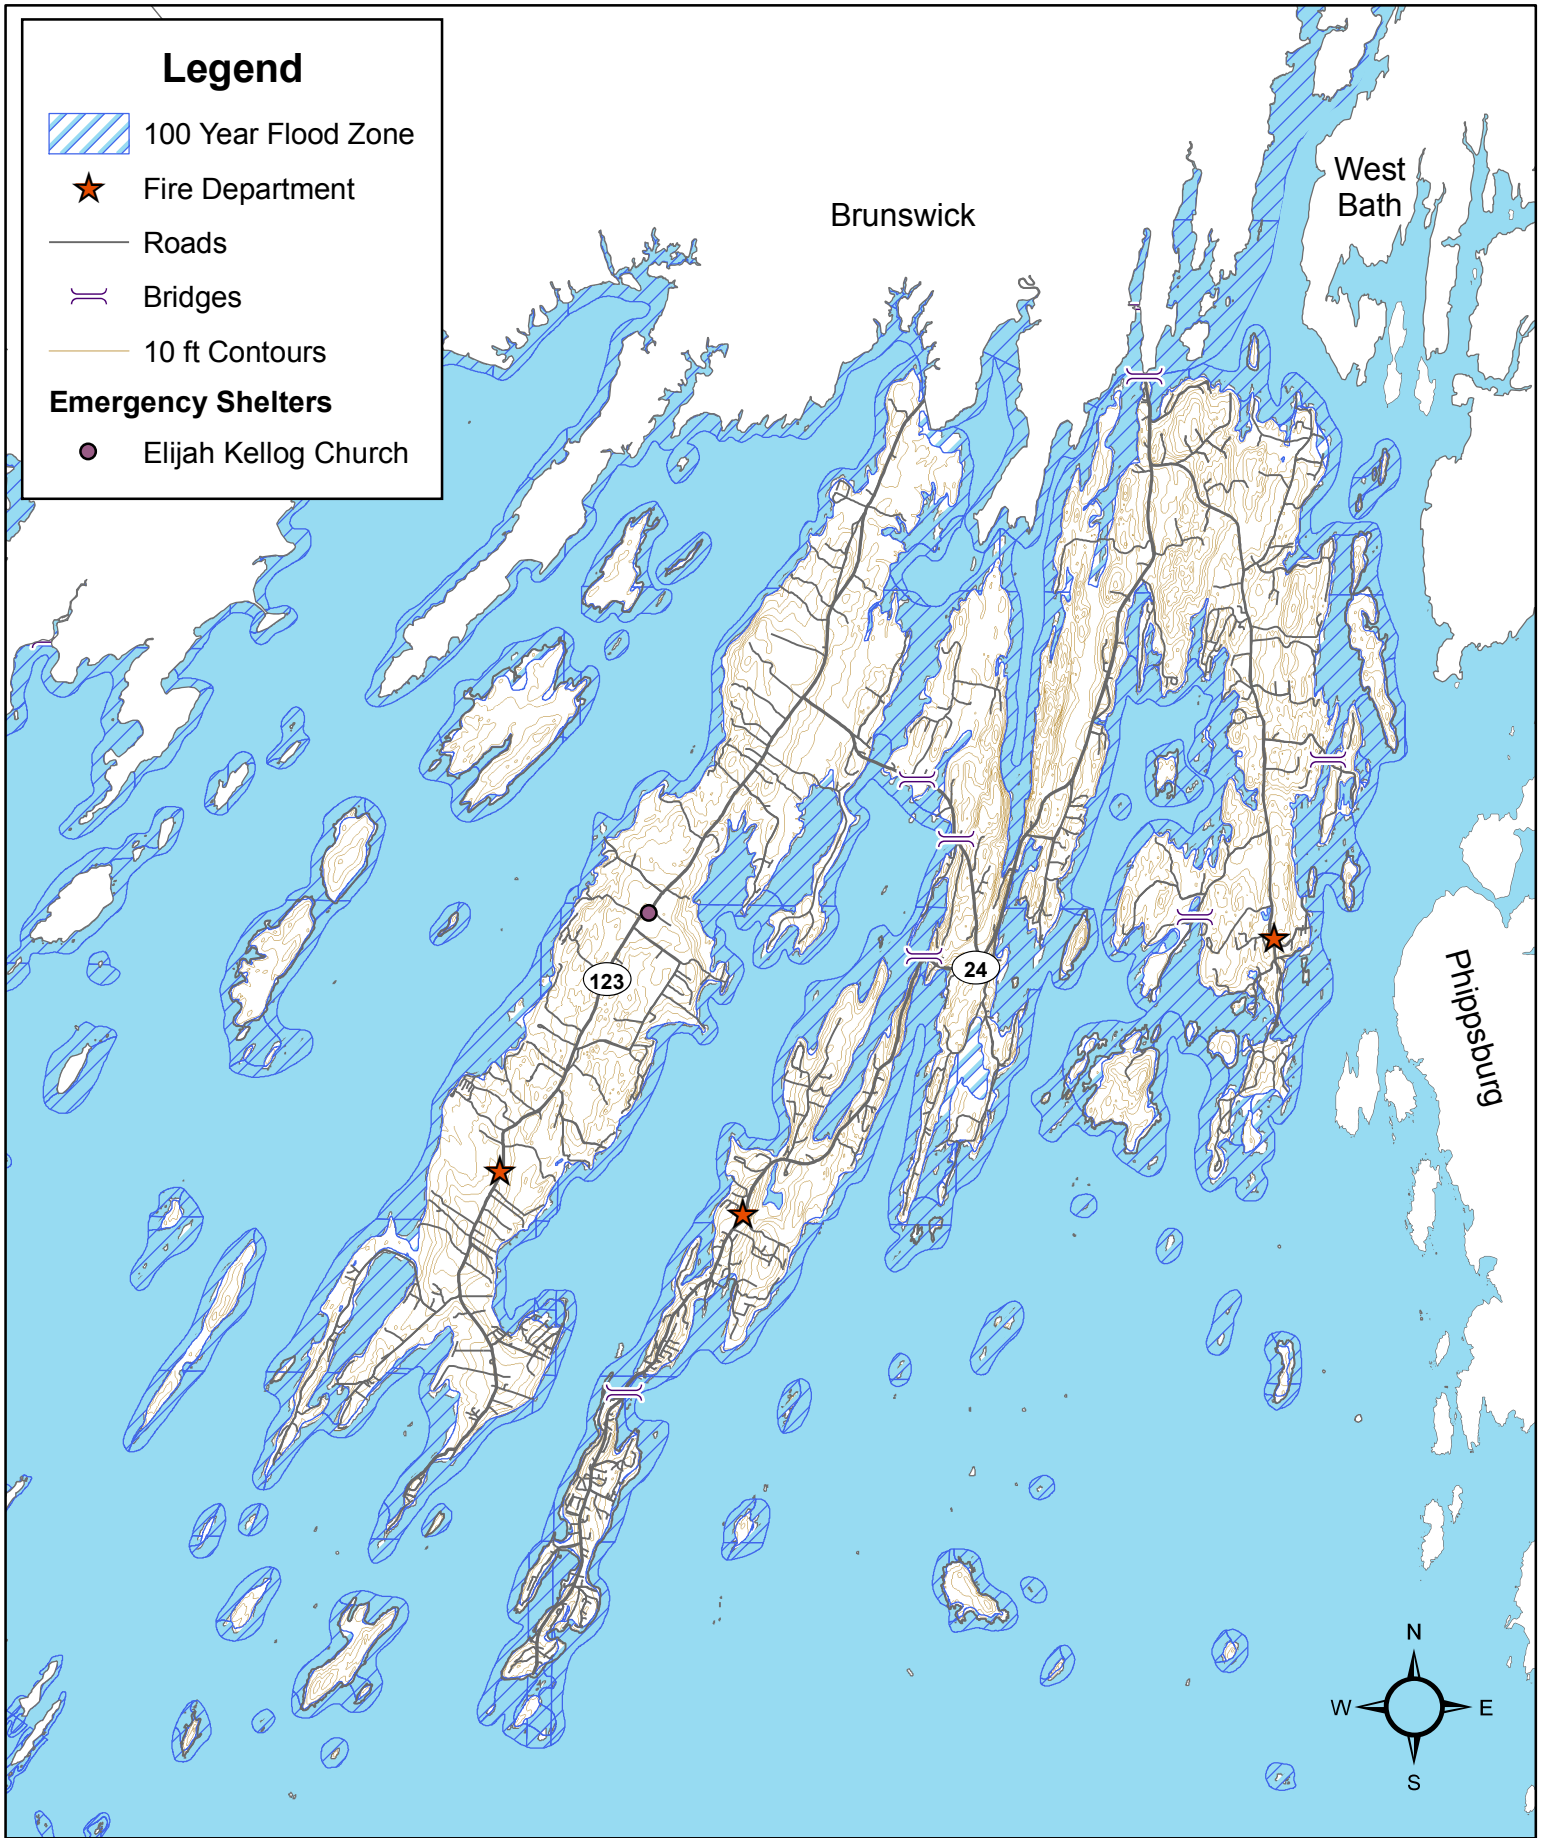 Legend
100 Year Flood Zone
Fire Department
Roads
Bridges
10 ft Contours
Emergency Shelters
Elijah Kellog Church
Brunswick
West
Bath
123
24
Phippsburg
N
W
E
S